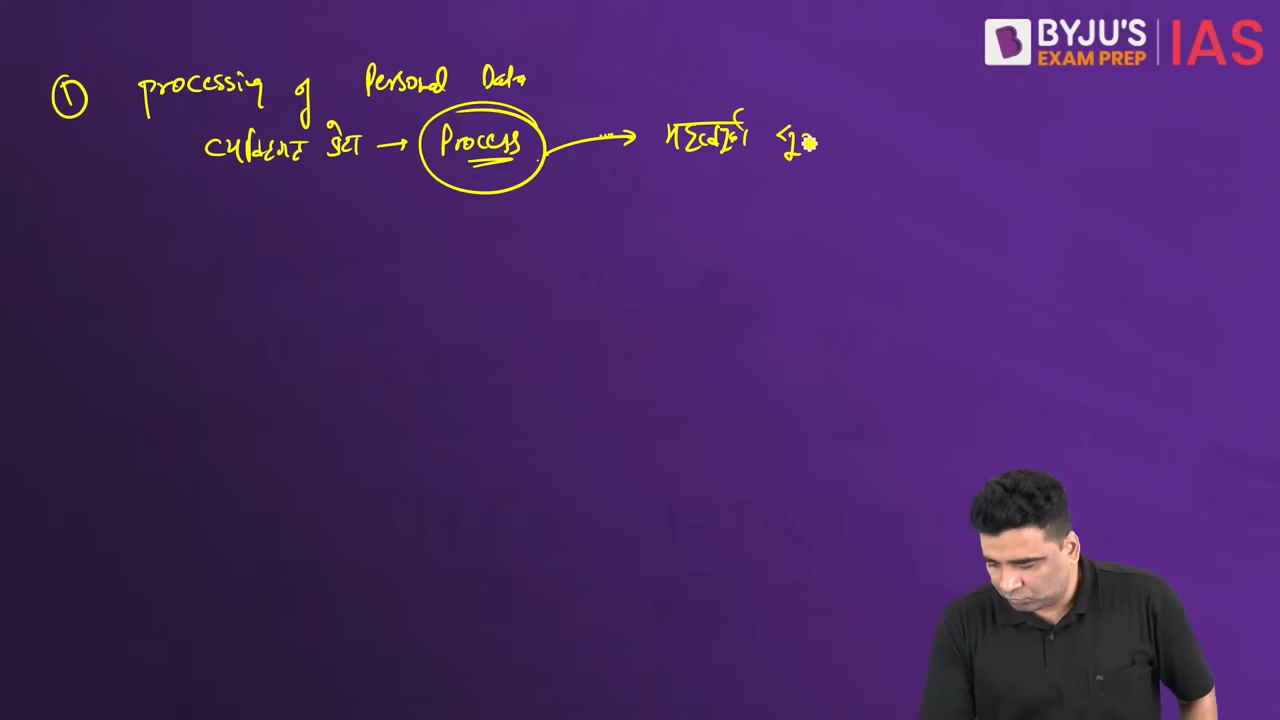 BYJU'S IAS
EXAM PREP
① processing of Personal Data
व्यक्तिगत डेटा → Process → महत्वपूर्ण